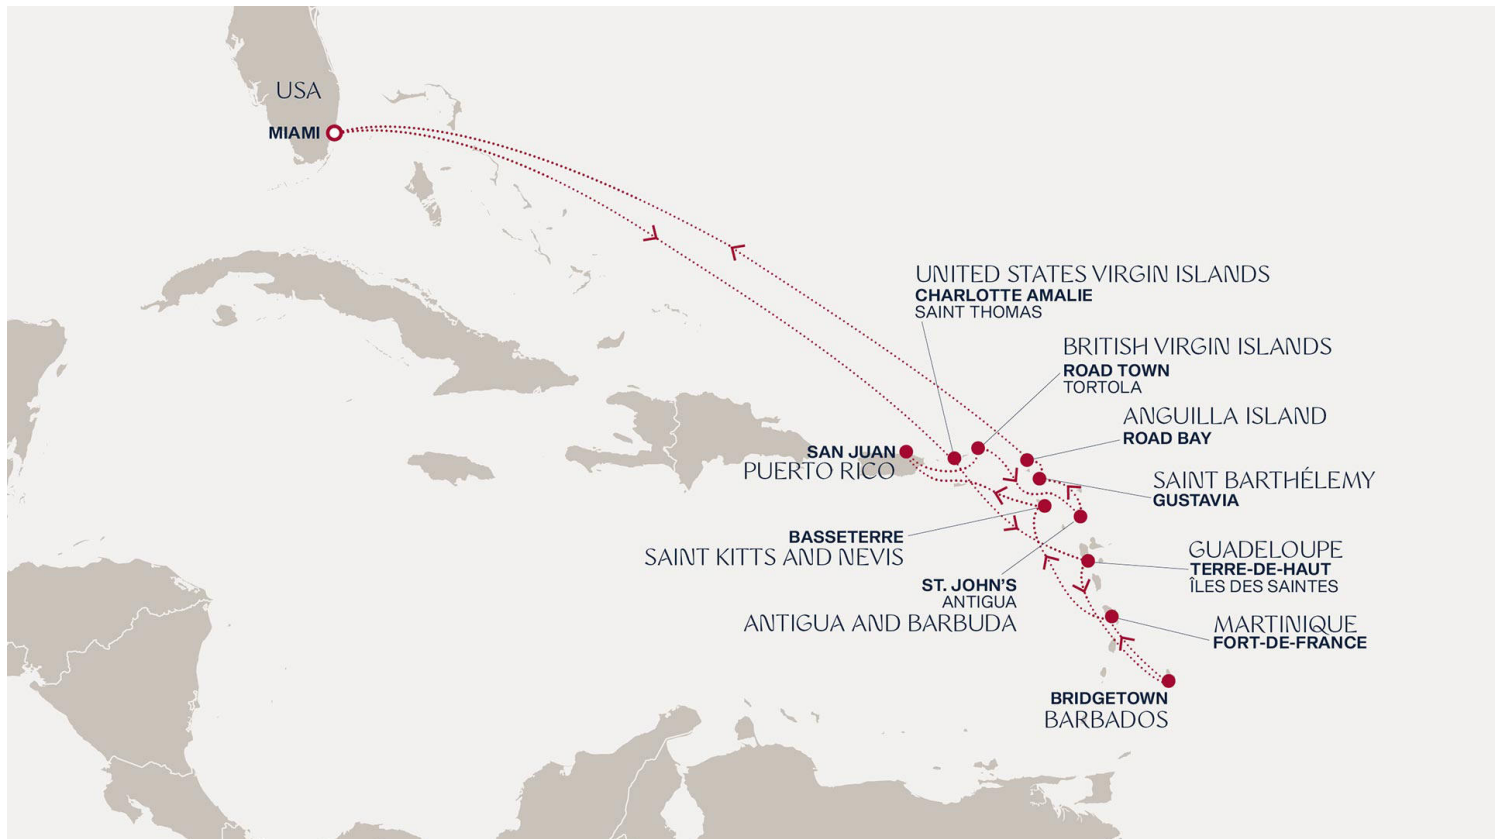 USA
MIAMI
UNITED STATES VIRGIN ISLANDS
CHARLOTTE AMALIE
SAINT THOMAS
BRITISH VIRGIN ISLANDS
ROAD TOWN
TORTOLA
ANGUILLA ISLAND
ROAD BAY
SAN JUAN
PUERTO RICO
SAINT BARTHÉLEMY
GUSTAVIA
BASSETERRE
SAINT KITTS AND NEVIS
GUADELOUPE
TERRE-DE-HAUT
ÎLES DES SAINTES
ST. JOHN'S
ANTIGUA
ANTIGUA AND BARBUDA
MARTINIQUE
FORT-DE-FRANCE
BRIDGETOWN
BARBADOS